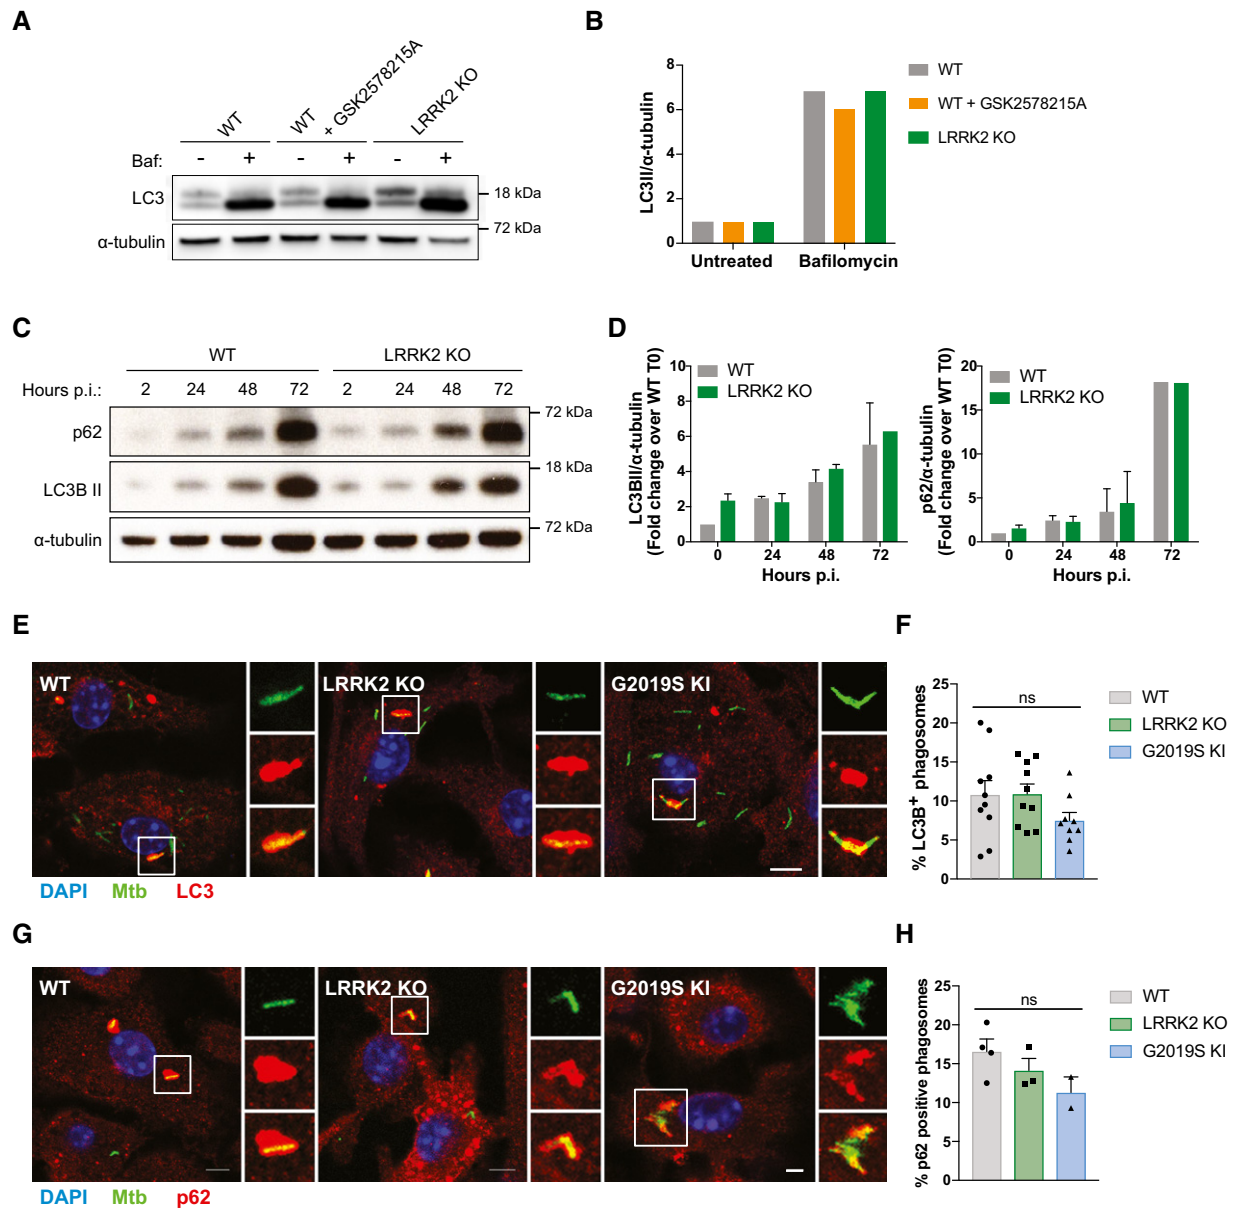 A
WT
WT + GSK2578215A
LRRK2 KO
Baf: - + - + - +
LC3
18 kDa
α-tubulin
72 kDa
B
LC3II/α-tubulin
8
6
4
2
0
Untreated
Bafilomycin
WT
WT + GSK2578215A
LRRK2 KO
C
WT
LRRK2 KO
Hours p.i.: 2 24 48 72 2 24 48 72
p62
72 kDa
LC3B II
18 kDa
α-tubulin
72 kDa
D
LC3BII/α-tubulin
(Fold change over WT T0)
10
8
6
4
2
0
WT
LRRK2 KO
0 24 48 72
Hours p.i.
p62/α-tubulin
(Fold change over WT T0)
20
15
10
5
0
WT
LRRK2 KO
0 24 48 72
Hours p.i.
E
WT
LRRK2 KO
G2019S KI
DAPI Mtb LC3
F
% LC3B+ phagosomes
25
20
15
10
5
0
ns
WT
LRRK2 KO
G2019S KI
G
WT
LRRK2 KO
G2019S KI
DAPI Mtb p62
H
% p62 positive phagosomes
25
20
15
10
5
0
ns
WT
LRRK2 KO
G2019S KI